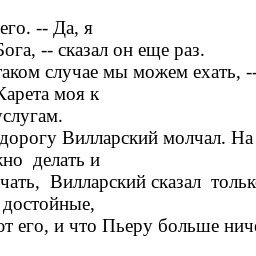 его. -- Да, я
Бога, -- сказал он еще раз.
таком случае мы можем ехать, --
Карета моя к
услугам.
дорогу Вилларский молчал. На
жно делать и
чать, Вилларский сказал только
достойные,
от его, и что Пьеру больше ниче